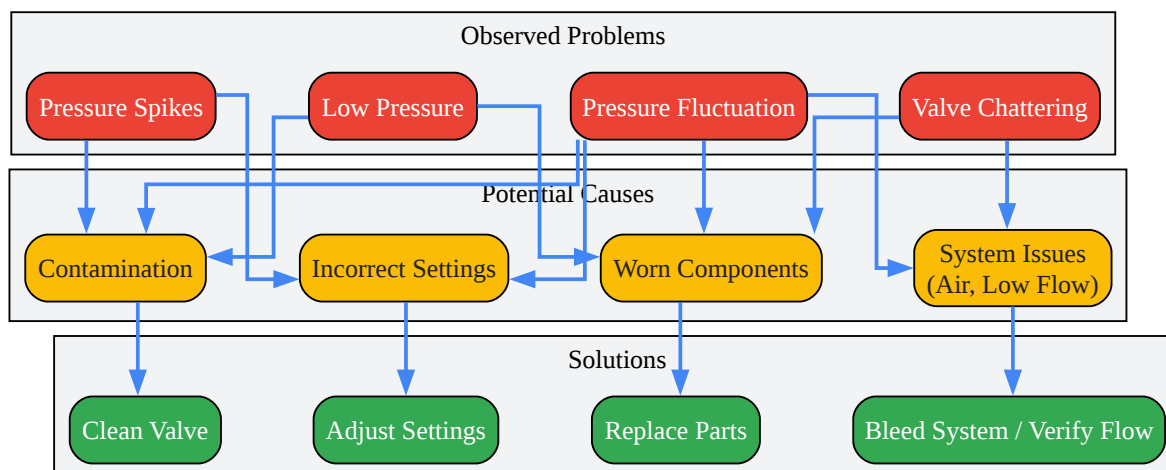 Observed Problems
Pressure Spikes
Low Pressure
Pressure Fluctuation
Valve Chattering
Potential Causes
Contamination
Incorrect Settings
Worn Components
System Issues
(Air, Low Flow)
Solutions
Clean Valve
Adjust Settings
Replace Parts
Bleed System / Verify Flow